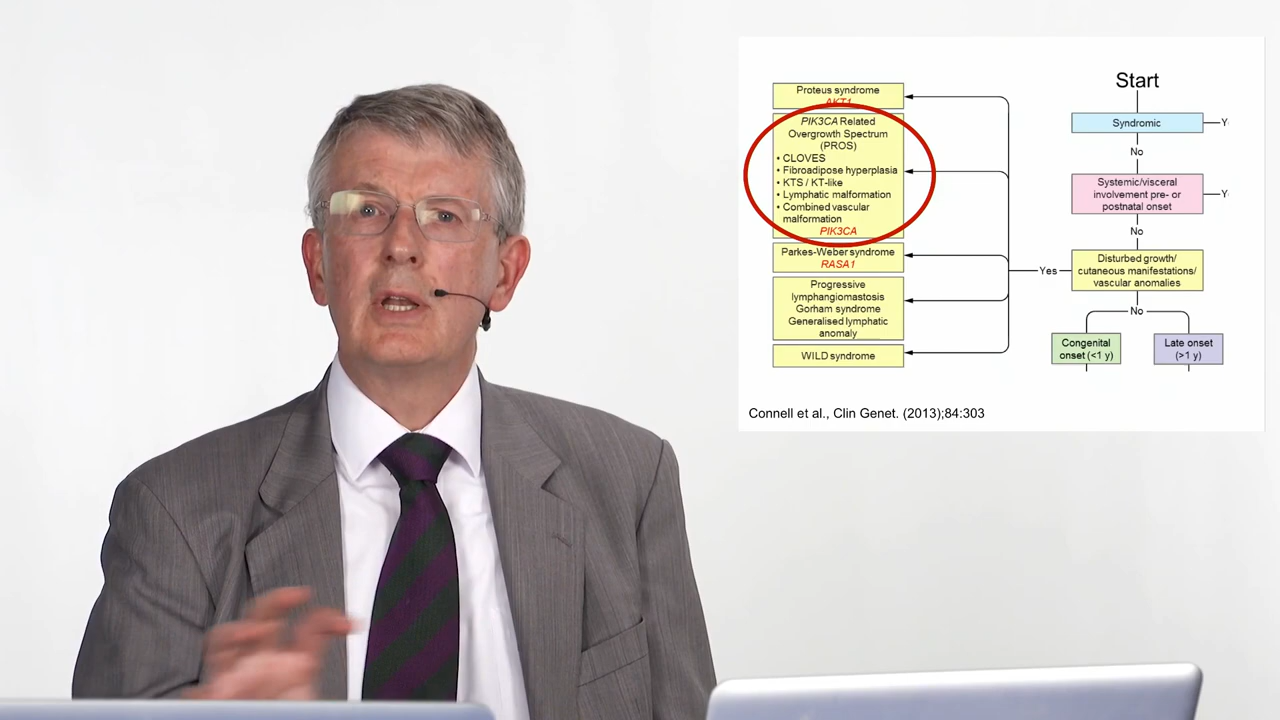 Start
Syndromic
Y
No
Systemic/visceral
involvement pre- or
postnatal onset
Y
No
Disturbed growth/
cutaneous manifestations/
vascular anomalies
Yes
No
Congenital
onset (<1 y)
Late onset
(>1 y)
Proteus syndrome
AKT1
PIK3CA Related
Overgrowth Spectrum
(PROS)
• CLOVES
• Fibroadipose hyperplasia
• KTS / KT-like
• Lymphatic malformation
• Combined vascular
malformation
PIK3CA
Parkes-Weber syndrome
RASA1
Progressive
lymphangiomastosis
Gorham syndrome
Generalised lymphatic
anomaly
WILD syndrome
Connell et al., Clin Genet. (2013);84:303